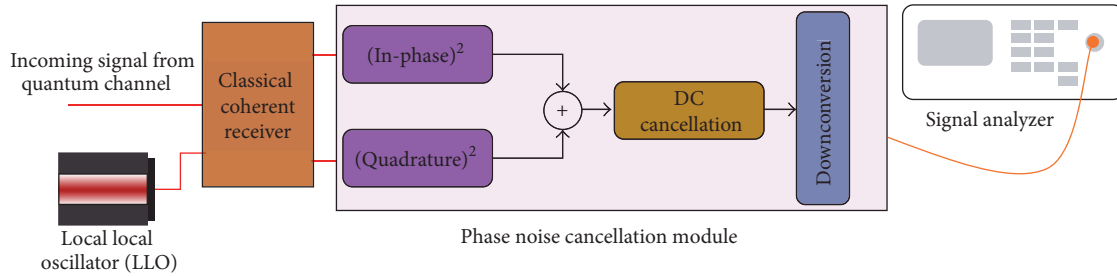 Incoming signal from
quantum channel
Classical
coherent
receiver
Local local
oscillator (LLO)
(In-phase)²
(Quadrature)²
+
DC
cancellation
Downconversion
Phase noise cancellation module
Signal analyzer